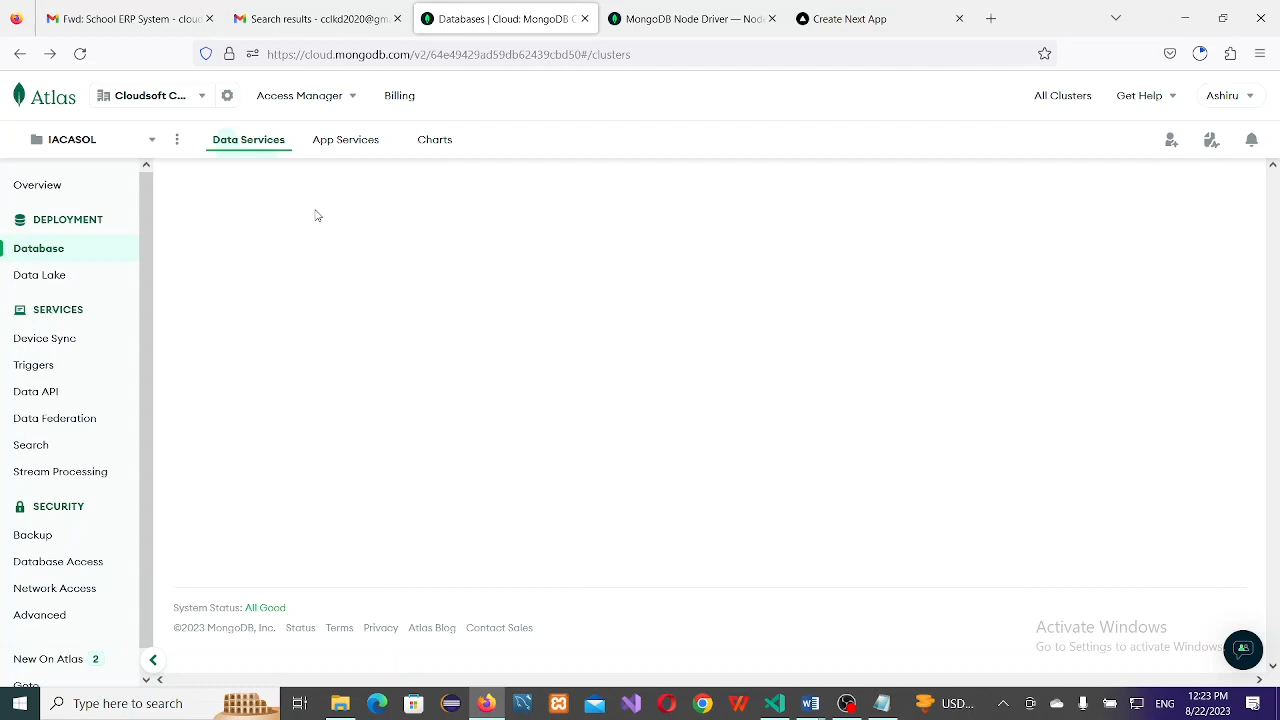 Fwd: School ERP System - cloud
Search results - cclkd2020@gm
Databases | Cloud: MongoDB C
MongoDB Node Driver — Node
Create Next App
https://cloud.mongodb.com/v2/64e49429ad59db62439cbd50#/clusters
Atlas
Cloudsoft C...
Access Manager
Billing
All Clusters
Get Help
Ashiru
IACASOL
Data Services
App Services
Charts
Overview
DEPLOYMENT
Database
Data Lake
SERVICES
Device Sync
Triggers
Data API
Data Federation
Search
Stream Processing
SECURITY
Backup
Database Access
Network Access
Advanced
New On Atlas 2
System Status: All Good
©2023 MongoDB, Inc. Status Terms Privacy Atlas Blog Contact Sales
Activate Windows
Go to Settings to activate Windows.
Type here to search
USD...
ENG
12:23 PM
8/22/2023